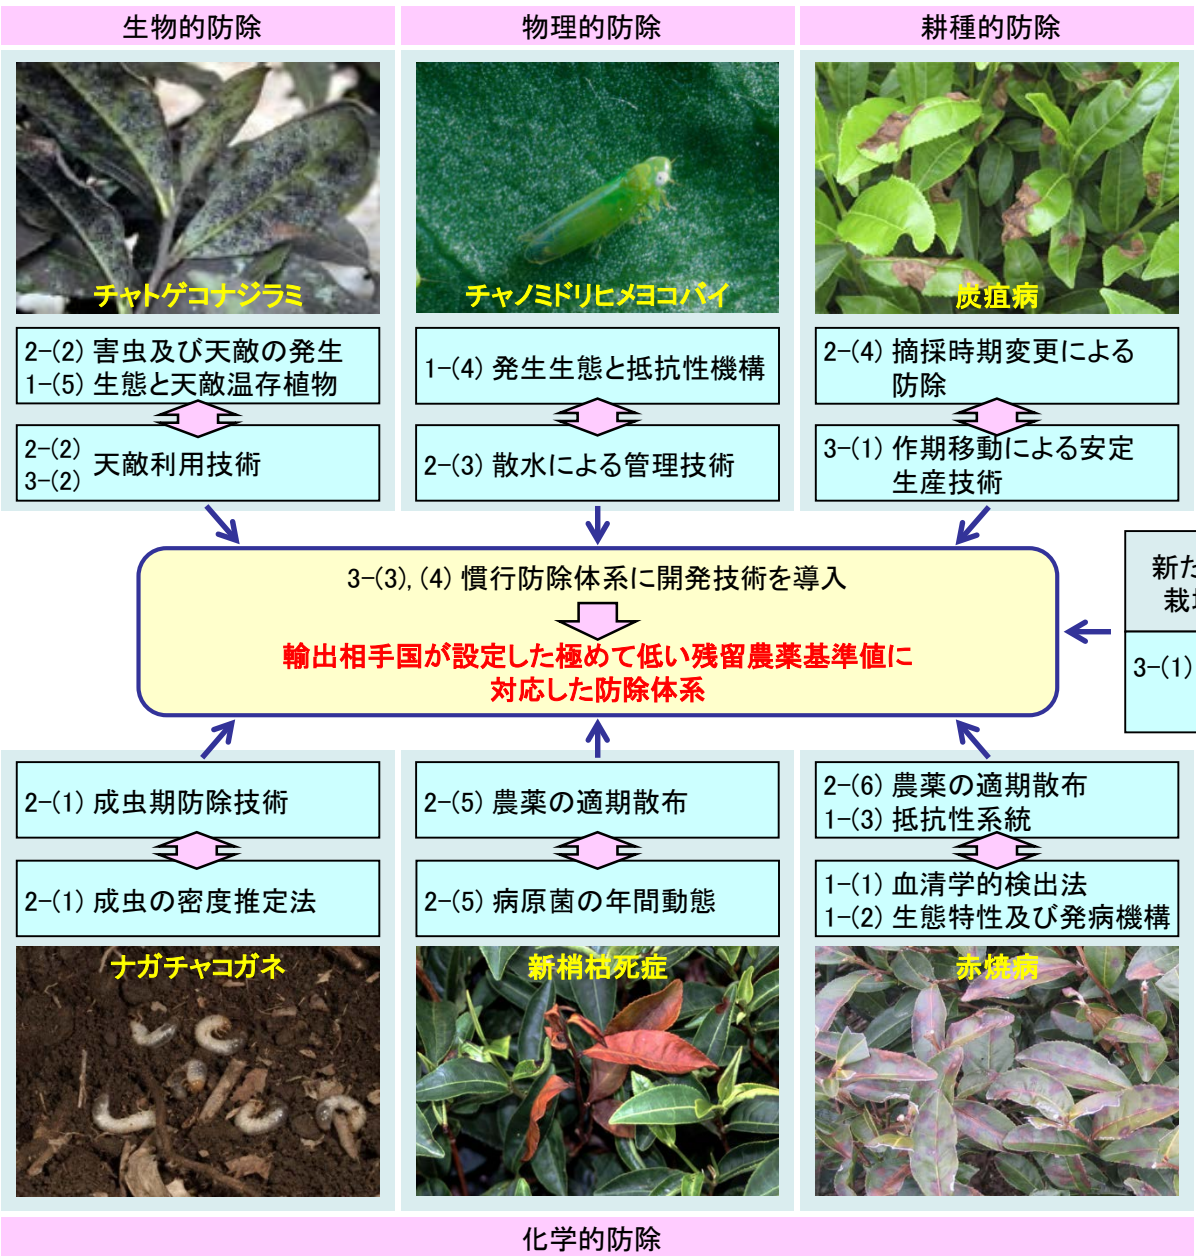 生物的防除
物理的防除
耕種的防除
チャトゲコナジラミ
チャノミドリヒメヨコバイ
炭疽病
2-(2) 害虫及び天敵の発生
1-(5) 生態と天敵温存植物
1-(4) 発生生態と抵抗性機構
2-(4) 摘採時期変更による
防除
2-(2)
3-(2)
天敵利用技術
2-(3) 散水による管理技術
3-(1) 作期移動による安定
生産技術
3-(3), (4) 慣行防除体系に開発技術を導入
輸出相手国が設定した極めて低い残留農薬基準値に
対応した防除体系
新た
3-(1)
2-(1) 成虫期防除技術
2-(5) 農薬の適期散布
2-(6) 農薬の適期散布
1-(3) 抵抗性系統
2-(1) 成虫の密度推定法
2-(5) 病原菌の年間動態
1-(1) 血清学的検出法
1-(2) 生態特性及び発病機構
ナガチャコガネ
新梢枯死症
赤焼病
化学的防除